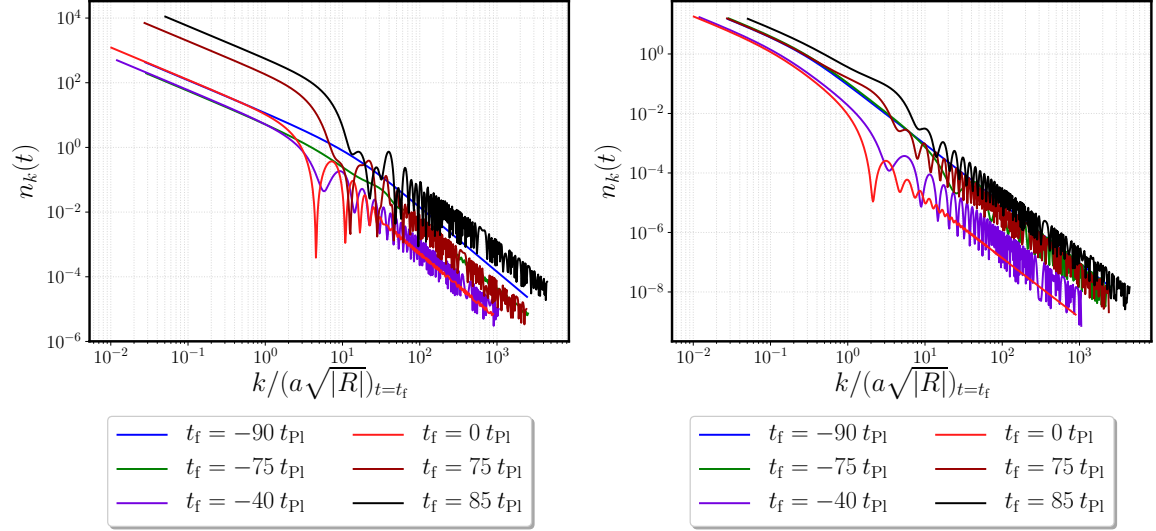 10^4
10^2
10^0
10^{-2}
10^{-4}
10^{-6}
n_k(t)
10^{-2} 10^{-1} 10^0 10^1 10^2 10^3
k/(a√|R|)_{t=t_f}
t_f = −90 t_Pl
t_f = −75 t_Pl
t_f = −40 t_Pl
t_f = 0 t_Pl
t_f = 75 t_Pl
t_f = 85 t_Pl
10^0
10^{-2}
10^{-4}
10^{-6}
10^{-8}
n_k(t)
10^{-2} 10^{-1} 10^0 10^1 10^2 10^3
k/(a√|R|)_{t=t_f}
t_f = −90 t_Pl
t_f = −75 t_Pl
t_f = −40 t_Pl
t_f = 0 t_Pl
t_f = 75 t_Pl
t_f = 85 t_Pl